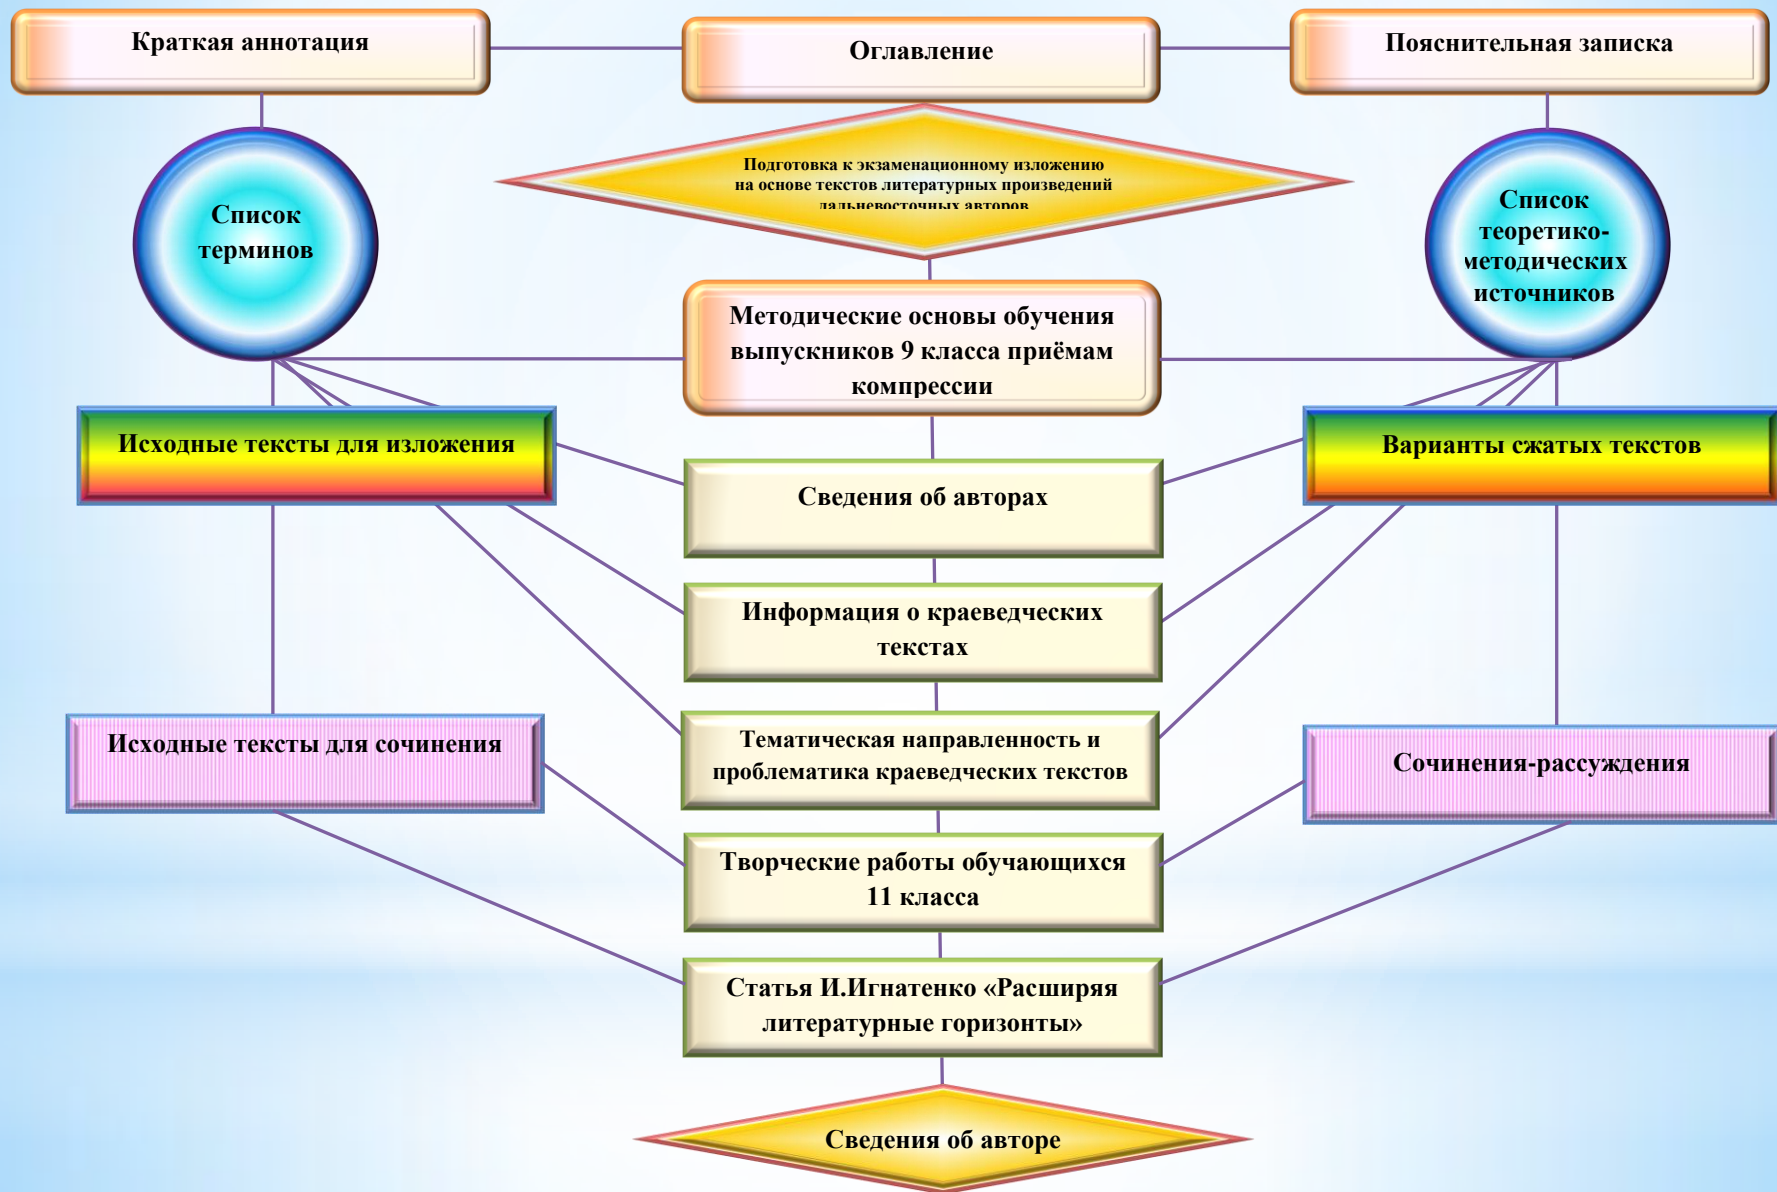 Краткая аннотация
Оглавление
Пояснительная записка
Подготовка к экзаменационному изложению
на основе текстов литературных произведений
дальневосточных авторов
Список
терминов
Список
теоретико-
методических
источников
Методические основы обучения
выпускников 9 класса приёмам
компрессии
Исходные тексты для изложения
Варианты сжатых текстов
Сведения об авторах
Информация о краеведческих
текстах
Исходные тексты для сочинения
Тематическая направленность и
проблематика краеведческих текстов
Сочинения-рассуждения
Творческие работы обучающихся
11 класса
Статья И.Игнатенко «Расширяя
литературные горизонты»
Сведения об авторе